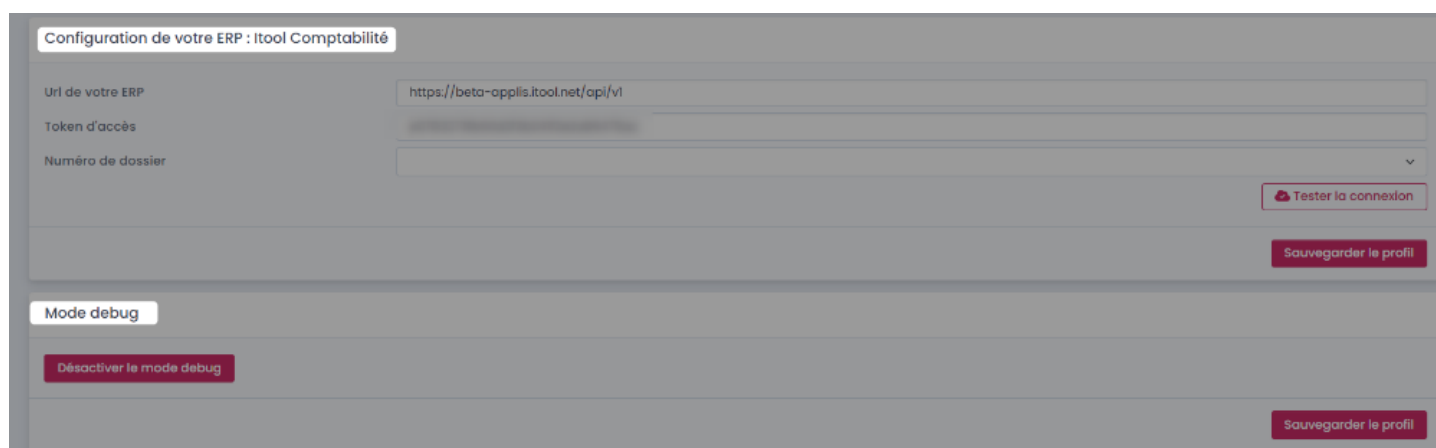 Configuration de votre ERP : Itool Comptabilité
Url de votre ERP https://beta-applis.itool.net/api/v1
Token d'accès
Numéro de dossier
Tester la connexion
Sauvegarder le profil
Mode debug
Désactiver le mode debug
Sauvegarder le profil